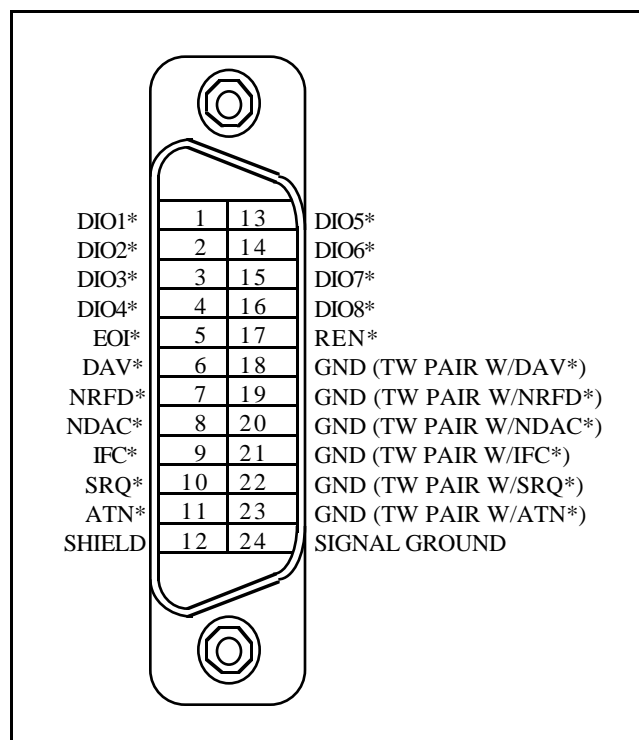 DIO1* 1 13 DIO5*
DIO2* 2 14 DIO6*
DIO3* 3 15 DIO7*
DIO4* 4 16 DIO8*
EOI* 5 17 REN*
DAV* 6 18 GND (TW PAIR W/DAV*)
NRFD* 7 19 GND (TW PAIR W/NRFD*)
NDAC* 8 20 GND (TW PAIR W/NDAC*)
IFC* 9 21 GND (TW PAIR W/IFC*)
SRQ* 10 22 GND (TW PAIR W/SRQ*)
ATN* 11 23 GND (TW PAIR W/ATN*)
SHIELD 12 24 SIGNAL GROUND